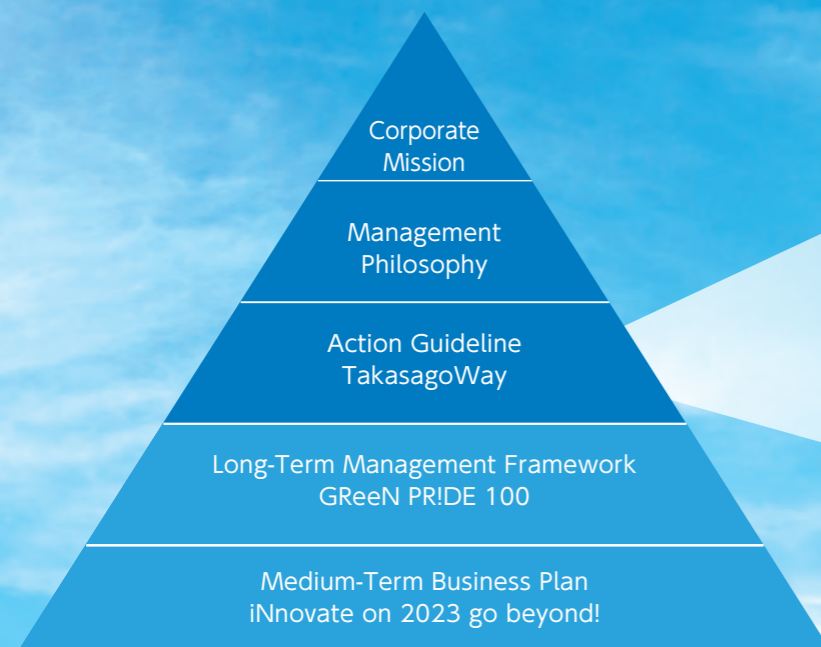 Corporate
Mission
Management
Philosophy
Action Guideline
TakasagoWay
Long-Term Management Framework
GReeN PR!DE 100
Medium-Term Business Plan
iNnovate on 2023 go beyond!